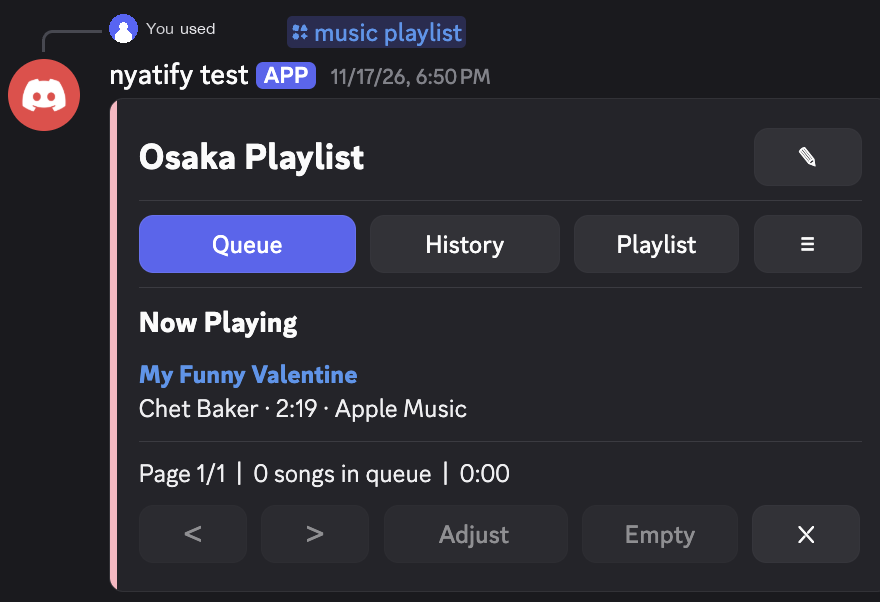 You used music playlist
nyatify test APP 11/17/26, 6:50 PM
Osaka Playlist ✎
Queue History Playlist ≡
Now Playing
My Funny Valentine
Chet Baker · 2:19 · Apple Music
Page 1/1 | 0 songs in queue | 0:00
< > Adjust Empty X